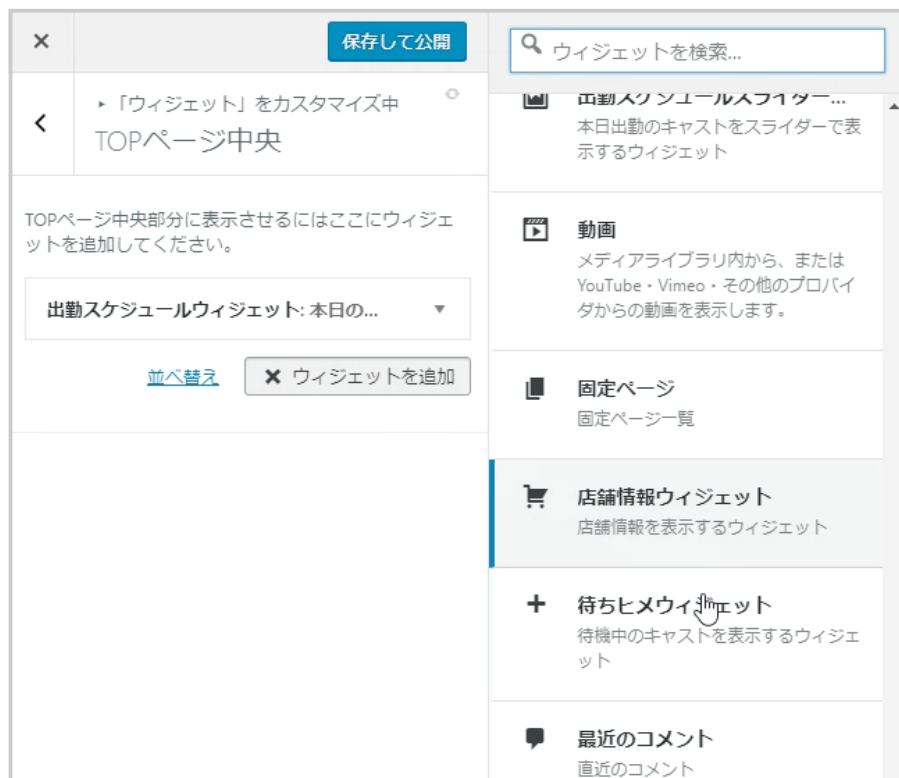 保存して公開
▸「ウィジェット」をカスタマイズ中
TOPページ中央
TOPページ中央部分に表示させるにはここにウィジェ
ットを追加してください。
出勤スケジュールウィジェット: 本日の...
並べ替え
ウィジェットを追加
ウィジェットを検索...
出勤スケジュールスライダー...
本日出勤のキャストをスライダーで表
示するウィジェット
動画
メディアライブラリ内から、または
YouTube・Vimeo・その他のプロバイ
ダからの動画を表示します。
固定ページ
固定ページ一覧
店舗情報ウィジェット
店舗情報を表示するウィジェット
待ちヒメウィジェット
待機中のキャストを表示するウィジェ
ット
最近のコメント
直近のコメント